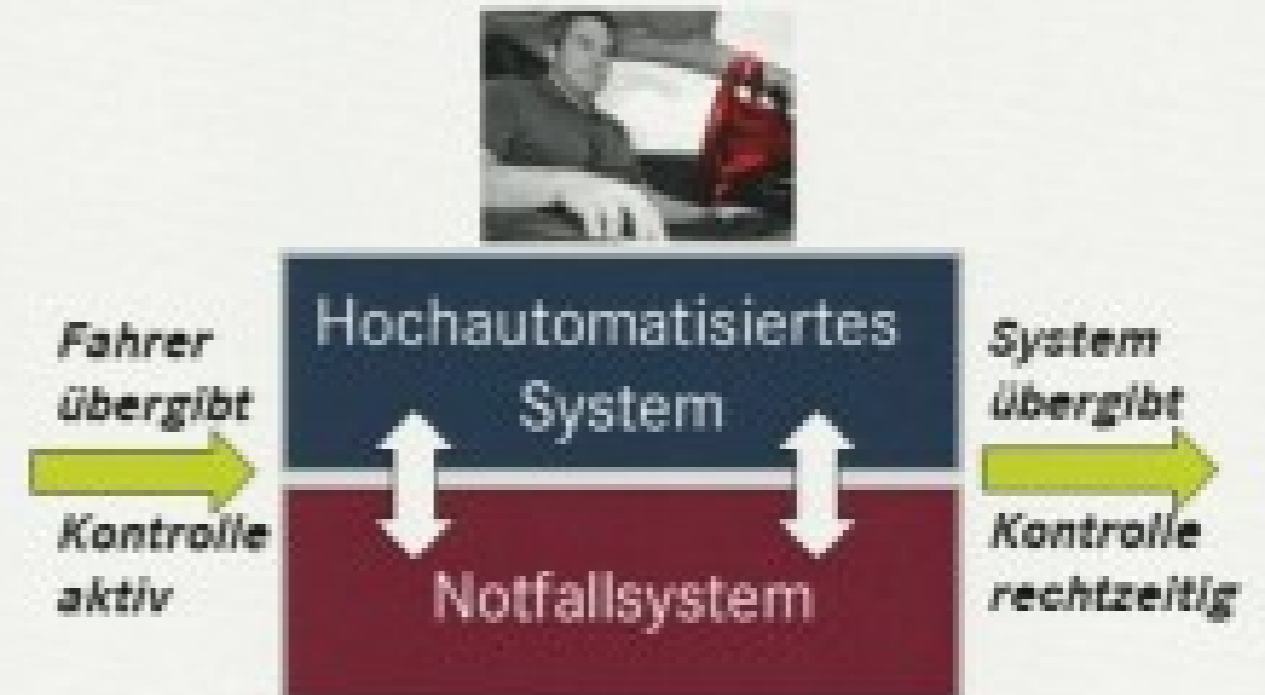 Fahrer
übergibt
Kontrolle
aktiv
Hochautomatisiertes
System
Notfallsystem
System
übergibt
Kontrolle
rechtzeitig